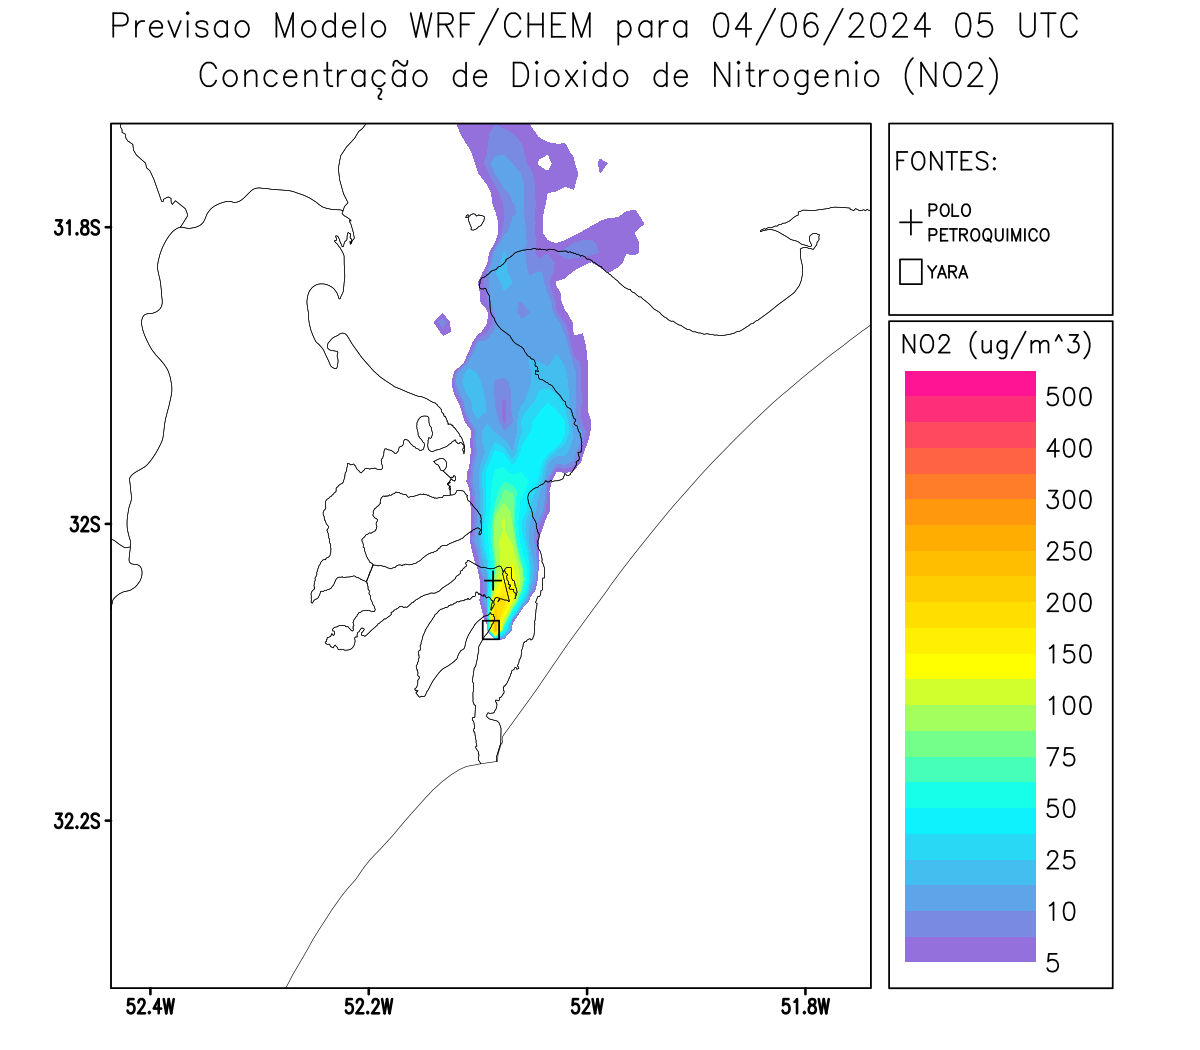 Previsao Modelo WRF/CHEM para 04/06/2024 05 UTC
Concentração de Dioxido de Nitrogenio (NO2)
FONTES:
POLO
PETROQUIMICO
YARA
31.8S
32S
32.2S
52.4W
52.2W
52W
51.8W
NO2 (ug/m^3)
500
400
300
250
200
150
100
75
50
25
10
5